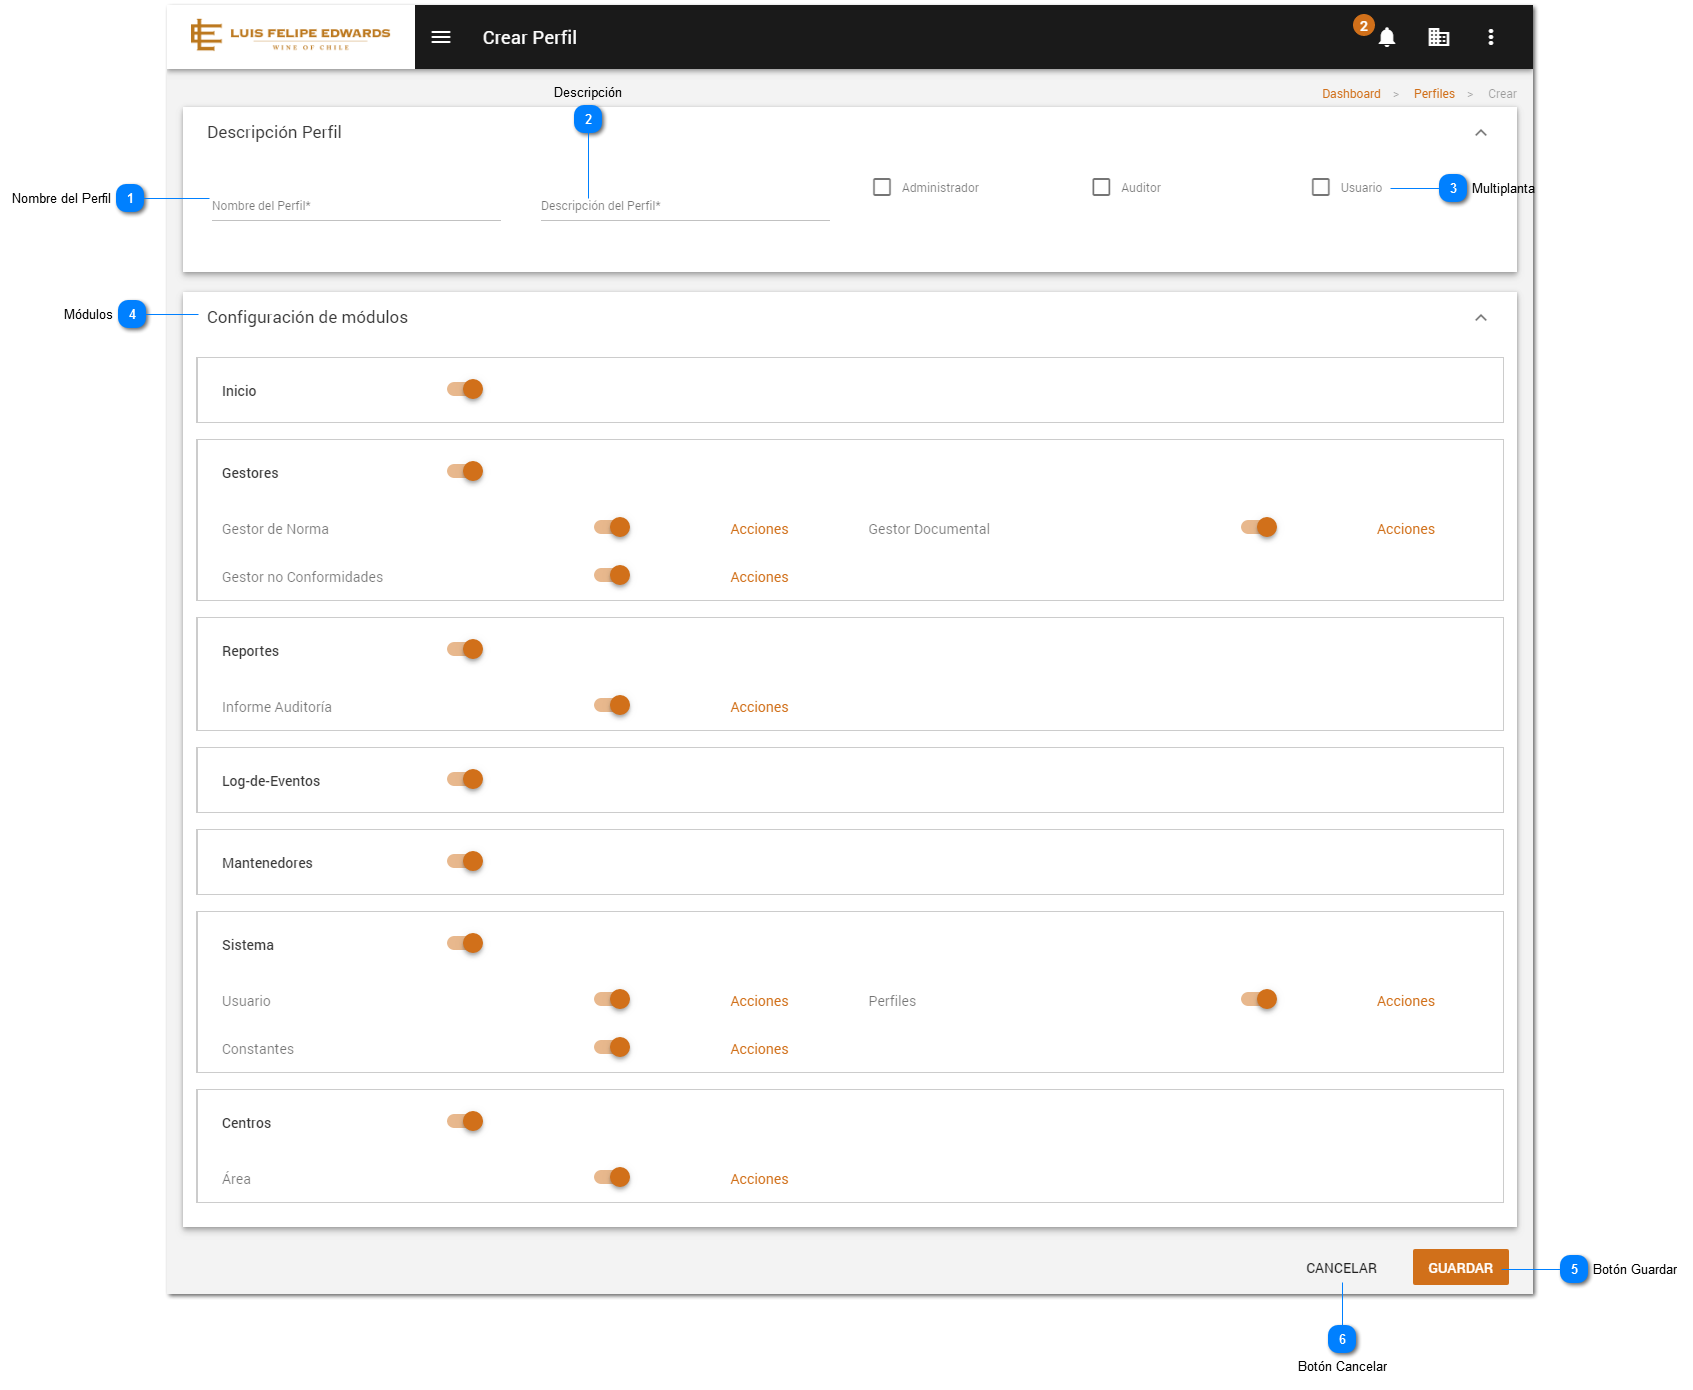 LUIS FELIPE EDWARDS
WINE OF CHILE
Crear Perfil
2
Dashboard > Perfiles > Crear
Descripción
2
Descripción Perfil
Nombre del Perfil 1
Nombre del Perfil*
Descripción del Perfil*
Administrador
Auditor
Usuario
3 Multiplanta
Módulos 4
Configuración de módulos
Inicio
Gestores
Gestor de Norma Acciones Gestor Documental Acciones
Gestor no Conformidades Acciones
Reportes
Informe Auditoría Acciones
Log-de-Eventos
Mantenedores
Sistema
Usuario Acciones Perfiles Acciones
Constantes Acciones
Centros
Área Acciones
CANCELAR GUARDAR
5 Botón Guardar
6
Botón Cancelar